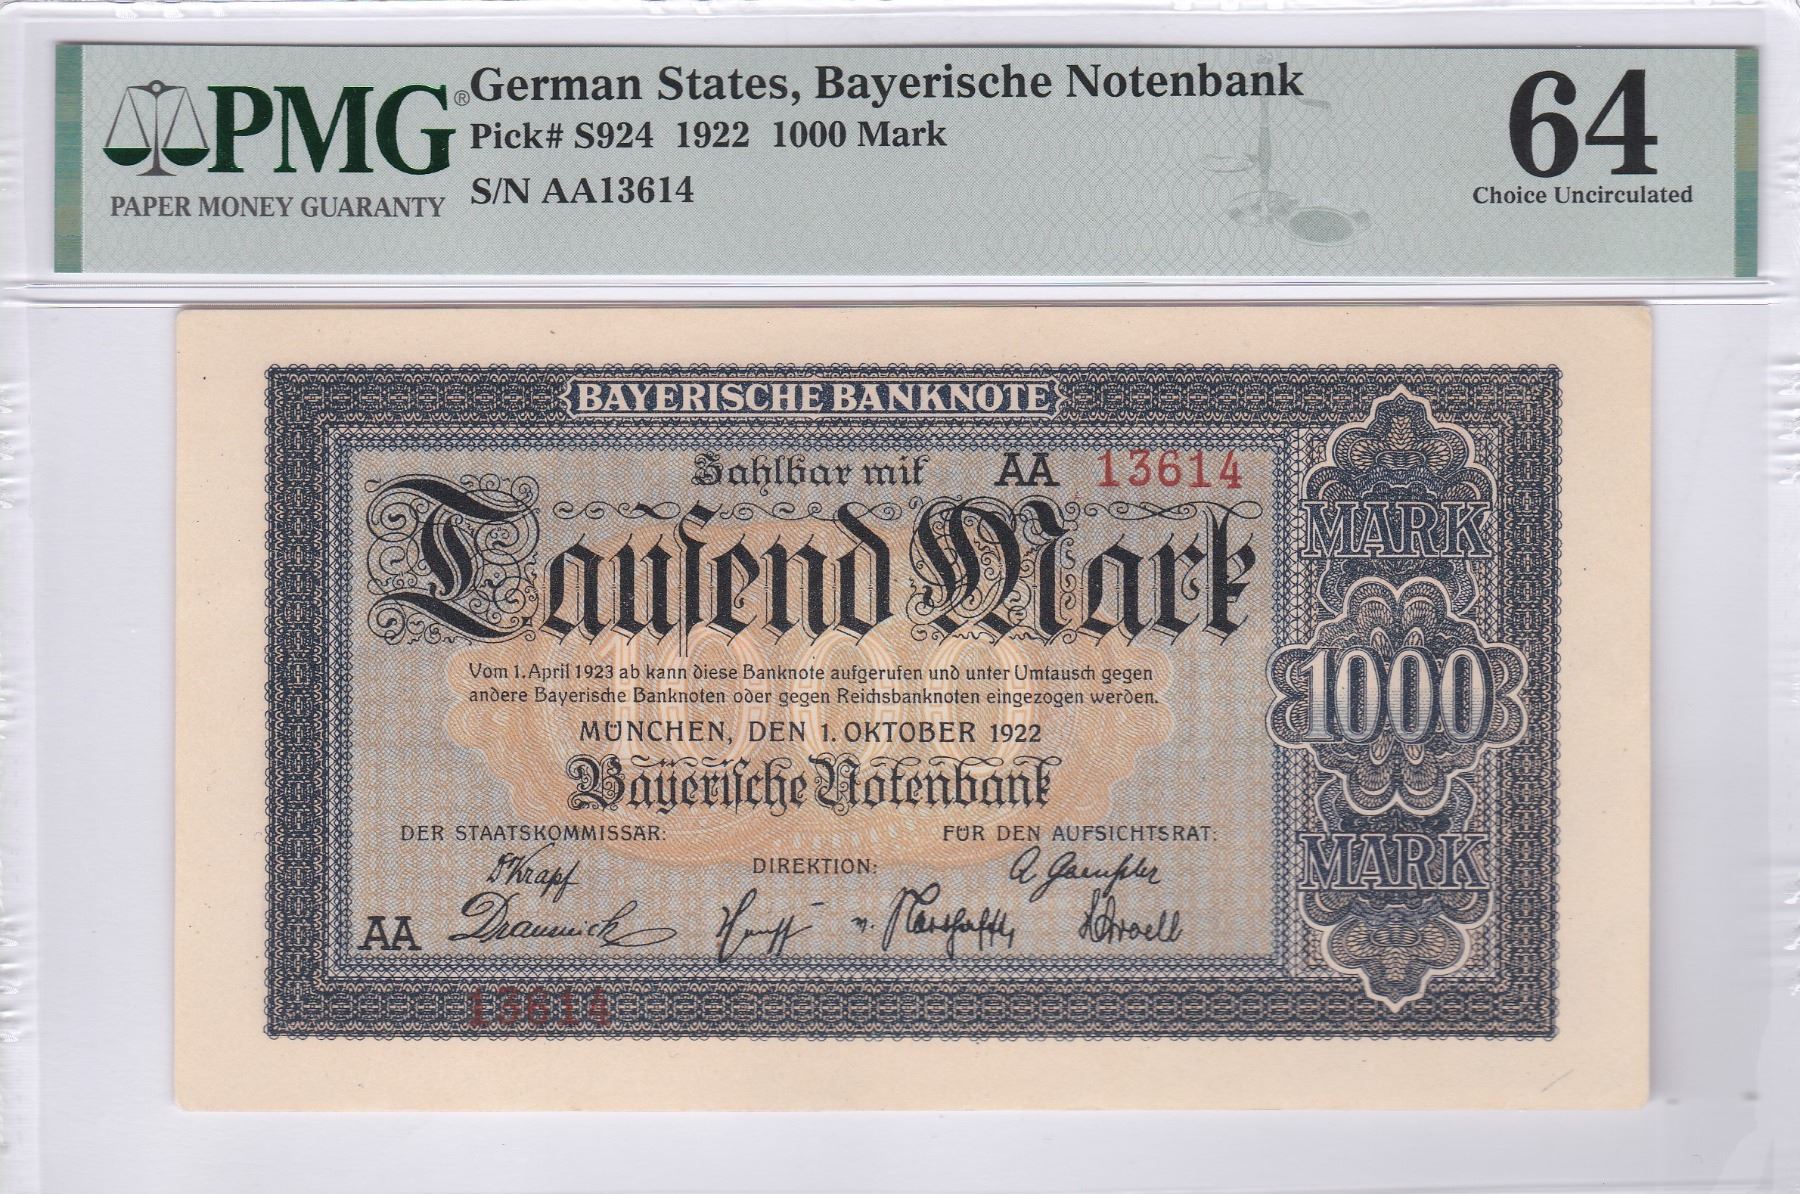 PMG®
PAPER MONEY GUARANTY
German States, Bayerische Notenbank
Pick# S924 1922 1000 Mark
S/N AA13614
64
Choice Uncirculated
BAYERISCHE BANKNOTE
Zahlbar mit AA 13614
Tausend Mark
Vom 1. April 1923 ab kann diese Banknote aufgerufen und unter Umtausch gegen
andere Bayerische Banknoten oder gegen Reichsbanknoten eingezogen werden.
1000
MÜNCHEN, DEN 1. OKTOBER 1922
Bayerische Notenbank
DER STAATSKOMMISSAR:
FÜR DEN AUFSICHTSRAT:
DIREKTION:
AA
13614
MARK
1000
MARK